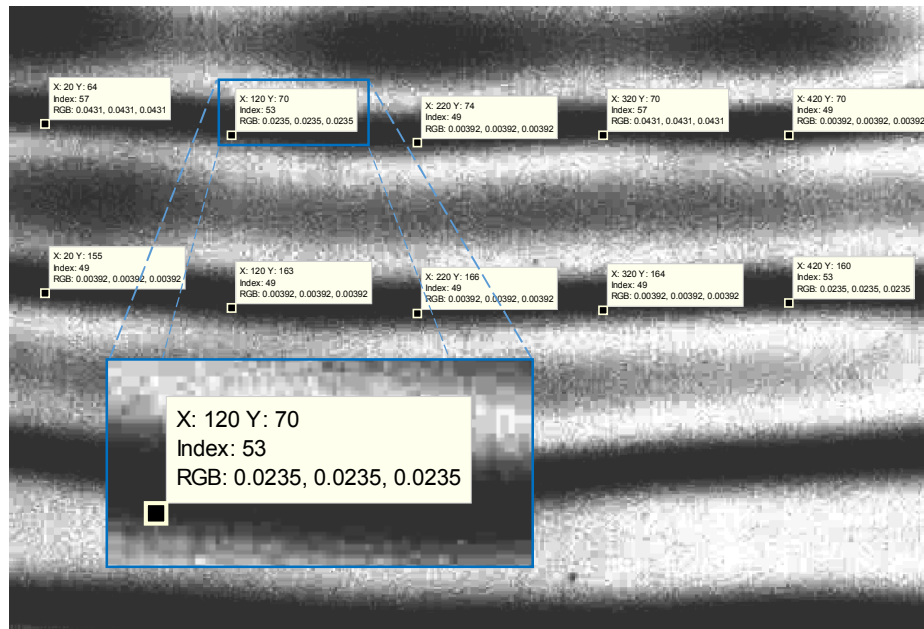 X: 20 Y: 64
Index: 57
RGB: 0.0431, 0.0431, 0.0431
X: 120 Y: 70
Index: 53
RGB: 0.0235, 0.0235, 0.0235
X: 220 Y: 74
Index: 49
RGB: 0.00392, 0.00392, 0.00392
X: 320 Y: 70
Index: 57
RGB: 0.0431, 0.0431, 0.0431
X: 420 Y: 70
Index: 49
RGB: 0.00392, 0.00392, 0.00392
X: 20 Y: 155
Index: 49
RGB: 0.00392, 0.00392, 0.00392
X: 120 Y: 163
Index: 49
RGB: 0.00392, 0.00392, 0.00392
X: 220 Y: 166
Index: 49
RGB: 0.00392, 0.00392, 0.00392
X: 320 Y: 164
Index: 49
RGB: 0.00392, 0.00392, 0.00392
X: 420 Y: 160
Index: 53
RGB: 0.0235, 0.0235, 0.0235
X: 120 Y: 70
Index: 53
RGB: 0.0235, 0.0235, 0.0235